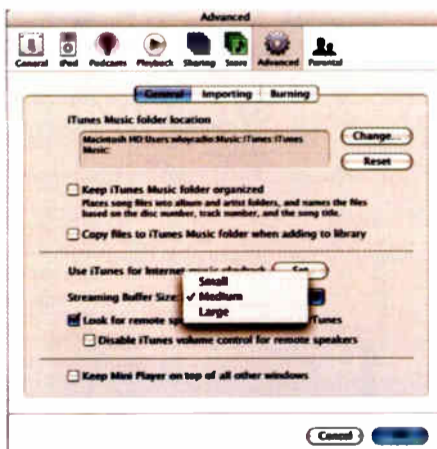 Advanced
General iPod Podcasts Playback Sharing Store Advanced Parental
General Importing Burning
iTunes Music folder location
Macintosh HD:Users:wloyradio:Music:iTunes:iTunes
Music:
Change...
Reset
Keep iTunes Music folder organized
Places song files into album and artist folders, and names the files
based on the disc number, track number, and the song title.
Copy files to iTunes Music folder when adding to library
Use iTunes for Internet music playback Set
Small
Streaming Buffer Size: ✓ Medium
Large
Look for remote sp iTunes
Disable iTunes volume control for remote speakers
Keep Mini Player on top of all other windows
Cancel